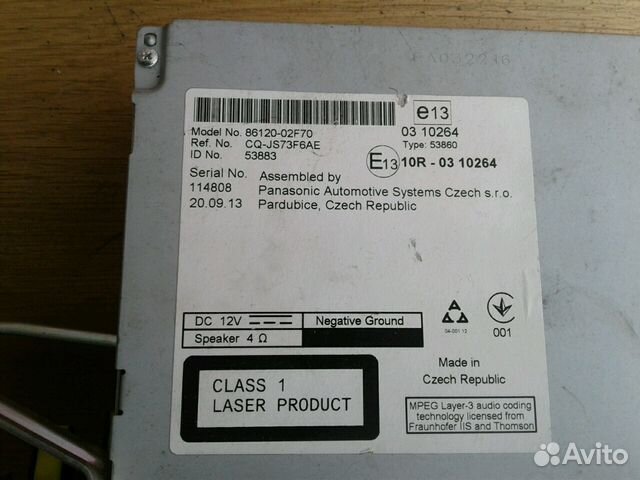 e13
Model No. 86120-02F70
03 10264
Ref. No. CQ-JS73F6AE
Type: 53860
ID No. 53883
E13 10R - 03 10264
Serial No.
114808
20.09.13
Assembled by
Panasonic Automotive Systems Czech s.r.o.
Pardubice, Czech Republic
DC 12V
Negative Ground
Speaker 4 Ω
04-001 12
001
CLASS 1
LASER PRODUCT
Made in
Czech Republic
MPEG Layer-3 audio coding
technology licensed from
Fraunhofer IIS and Thomson
Avito